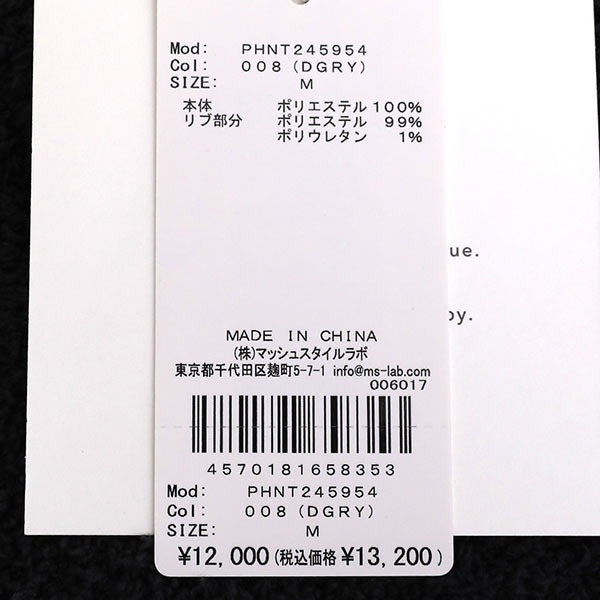 Mod: PHNT245954
Col: 008 (DGRY)
SIZE: M
本体 ポリエステル 100%
リブ部分 ポリエステル 99%
ポリウレタン 1%
ue.
by.
MADE IN CHINA
(株)マッシュスタイルラボ
東京都千代田区麹町5-7-1 info@ms-lab.com
006017
4570181658353
Mod: PHNT245954
Col: 008 (DGRY)
SIZE: M
¥12,000(税込価格¥13,200)